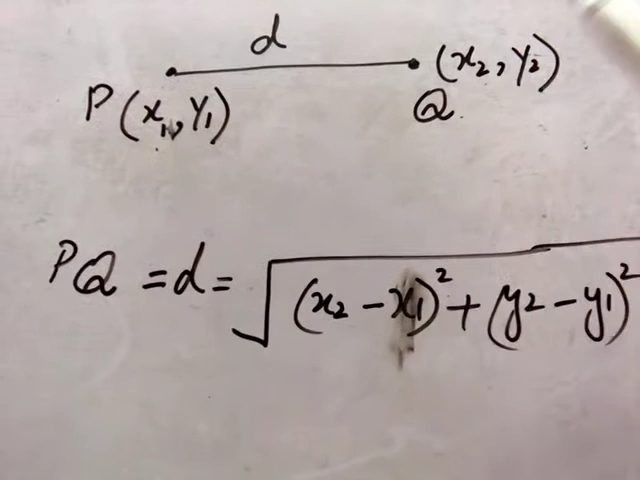 d
P(x₁, y₁) Q (x₂, y₂)
PQ = d = √((x₂ − x₁)² + (y₂ − y₁)²)